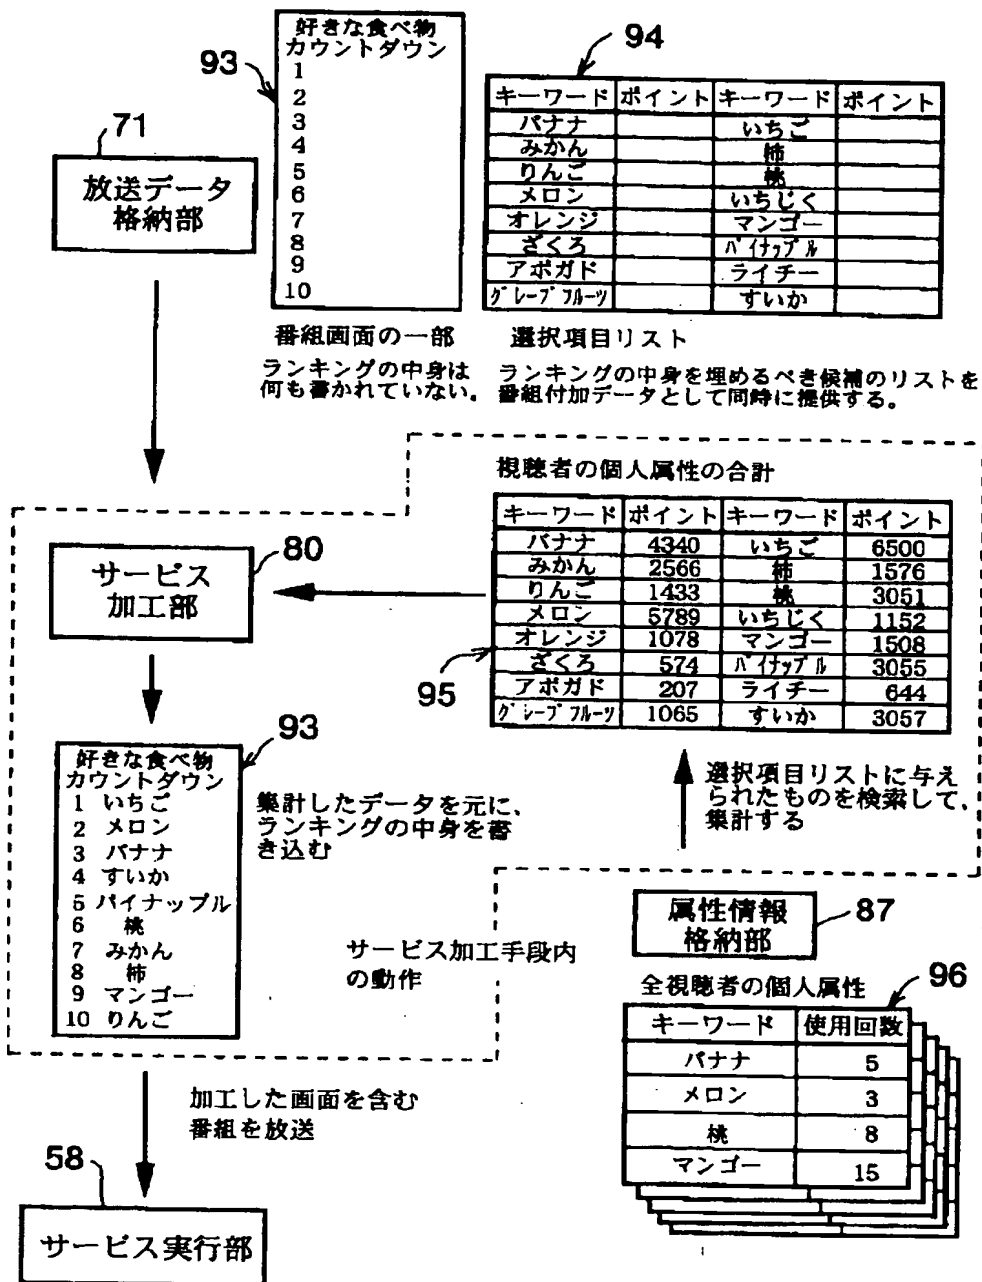 好きな食べ物
カウントダウン
1
2
3
4
5
6
7
8
9
10
93
94
71
放送データ
格納部
キーワード ポイント キーワード ポイント
バナナ いちご
みかん 柿
りんご 桃
メロン いちじく
オレンジ マンゴー
ざくろ パイナップル
アボガド ライチー
グレープフルーツ すいか
番組画面の一部
ランキングの中身は
何も書かれていない。
選択項目リスト
ランキングの中身を埋めるべき候補のリストを
番組付加データとして同時に提供する。
視聴者の個人属性の合計
キーワード ポイント キーワード ポイント
バナナ 4340 いちご 6500
みかん 2566 柿 1576
りんご 1433 桃 3051
メロン 5789 いちじく 1152
オレンジ 1078 マンゴー 1508
ざくろ 574 パイナップル 3055
アボガド 207 ライチー 644
グレープフルーツ 1065 すいか 3057
95
80
サービス
加工部
93
好きな食べ物
カウントダウン
1 いちご
2 メロン
3 バナナ
4 すいか
5 パイナップル
6 桃
7 みかん
8 柿
9 マンゴー
10 りんご
集計したデータを元に、
ランキングの中身を書
き込む
選択項目リストに与え
られたものを検索して、
集計する
サービス加工手段内
の動作
属性情報
格納部
87
全視聴者の個人属性
96
キーワード 使用回数
バナナ 5
メロン 3
桃 8
マンゴー 15
加工した画面を含む
番組を放送
58
サービス実行部